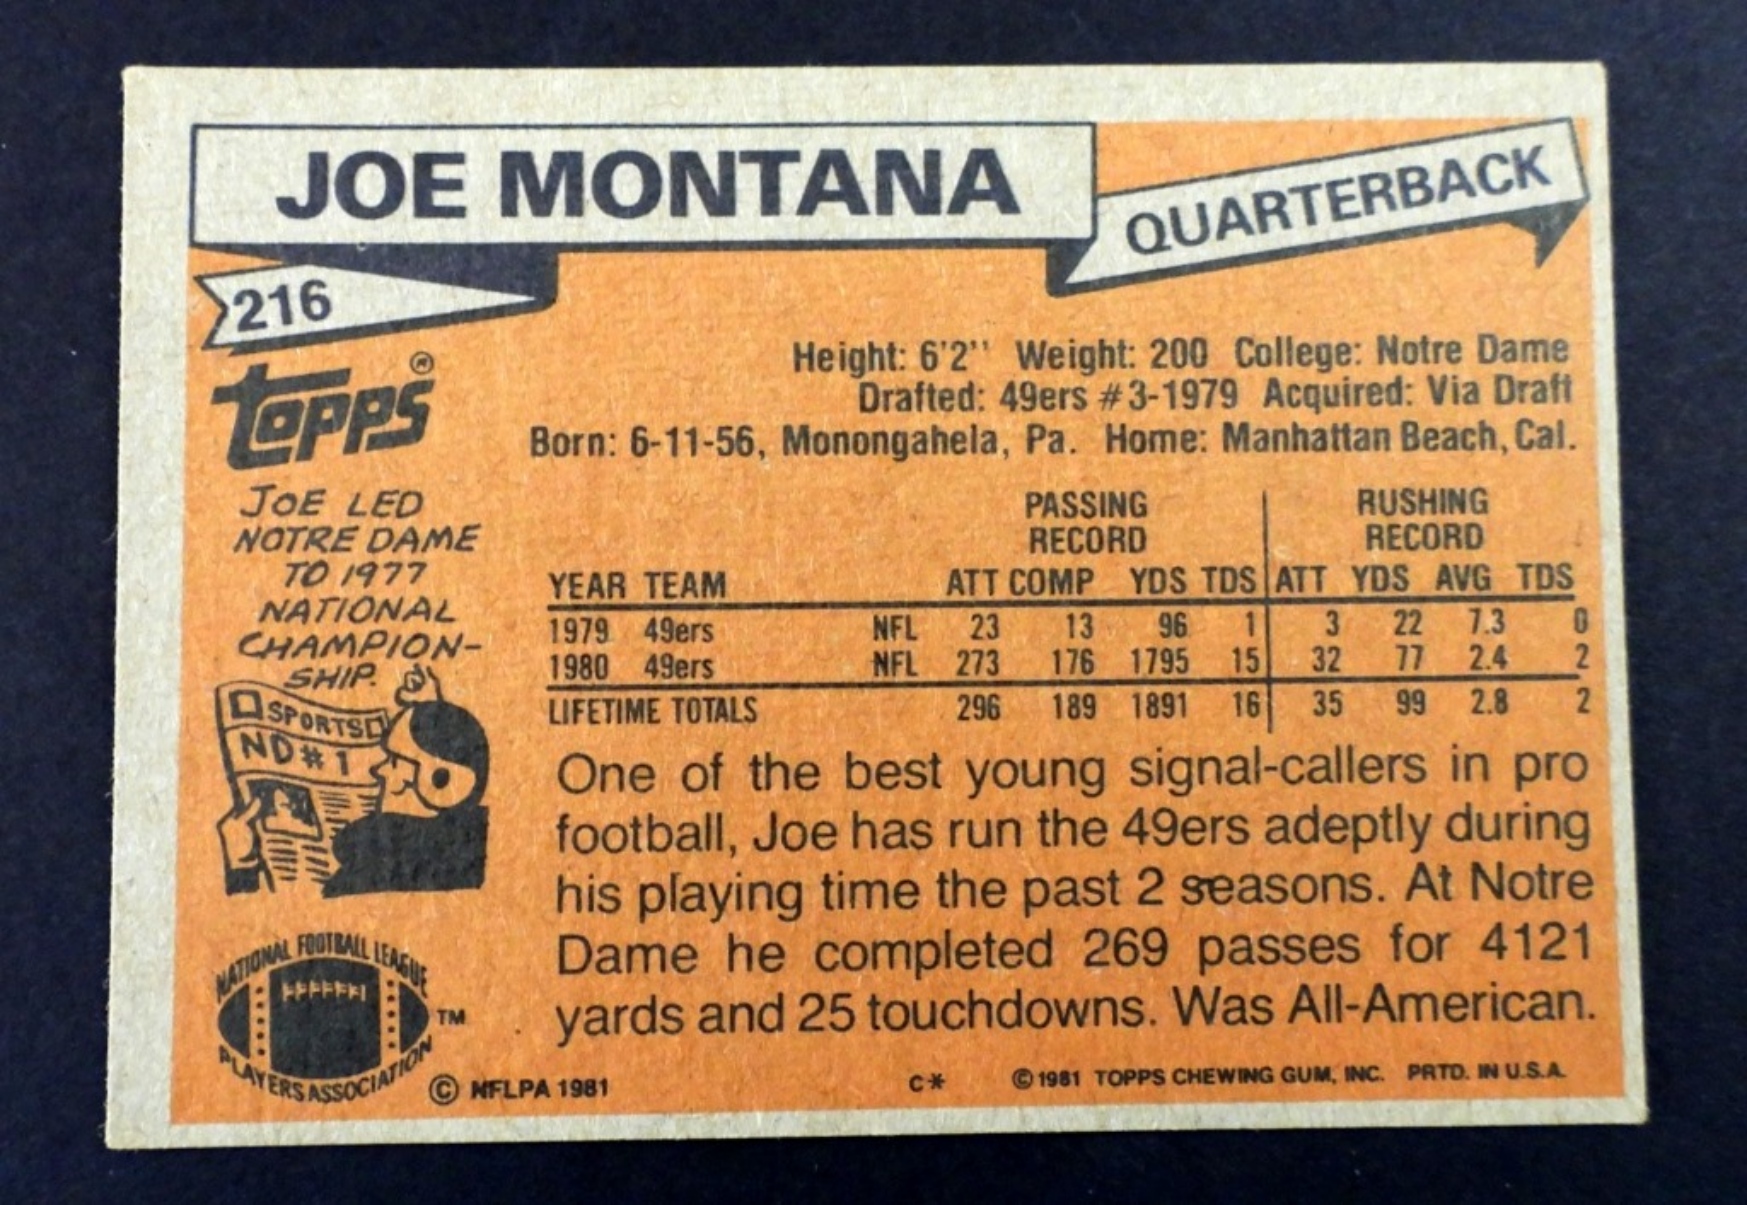 JOE MONTANA
QUARTERBACK
216
Topps®
Height: 6'2" Weight: 200 College: Notre Dame
Drafted: 49ers #3-1979 Acquired: Via Draft
Born: 6-11-56, Monongahela, Pa. Home: Manhattan Beach, Cal.
JOE LED
NOTRE DAME
TO 1977
NATIONAL
CHAMPION-
SHIP.
SPORTS
ND #1
PASSING RUSHING
RECORD RECORD
YEAR TEAM ATT COMP YDS TDS ATT YDS AVG TDS
1979 49ers NFL 23 13 96 1 3 22 7.3 0
1980 49ers NFL 273 176 1795 15 32 77 2.4 2
LIFETIME TOTALS 296 189 1891 16 35 99 2.8 2
One of the best young signal-callers in pro
football, Joe has run the 49ers adeptly during
his playing time the past 2 seasons. At Notre
Dame he completed 269 passes for 4121
yards and 25 touchdowns. Was All-American.
NATIONAL FOOTBALL LEAGUE
PLAYERS ASSOCIATION
TM
© NFLPA 1981 C* © 1981 TOPPS CHEWING GUM, INC. PRTD. IN U.S.A.